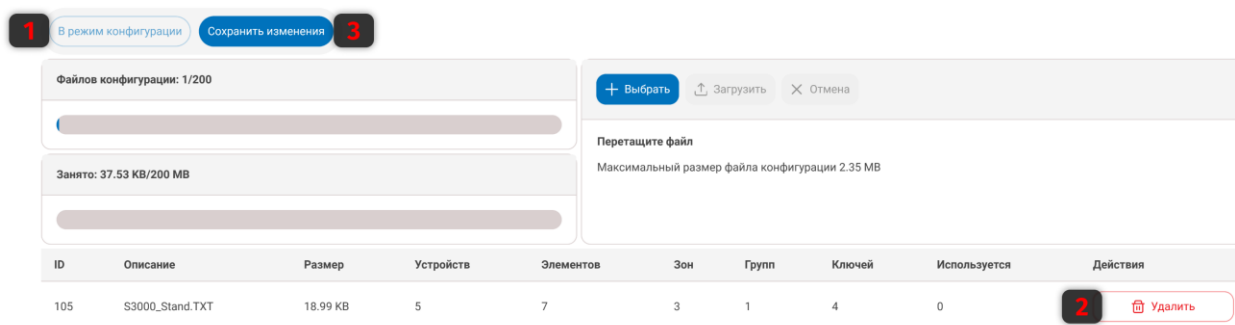 1 В режим конфигурации Сохранить изменения 3
Файлов конфигурации: 1/200
Выбрать Загрузить Отмена
Перетащите файл
Максимальный размер файла конфигурации 2.35 MB
Занято: 37.53 KB/200 MB
ID Описание Размер Устройств Элементов Зон Групп Ключей Используется Действия
105 S3000_Stand.TXT 18.99 KB 5 7 3 1 4 0 2 Удалить